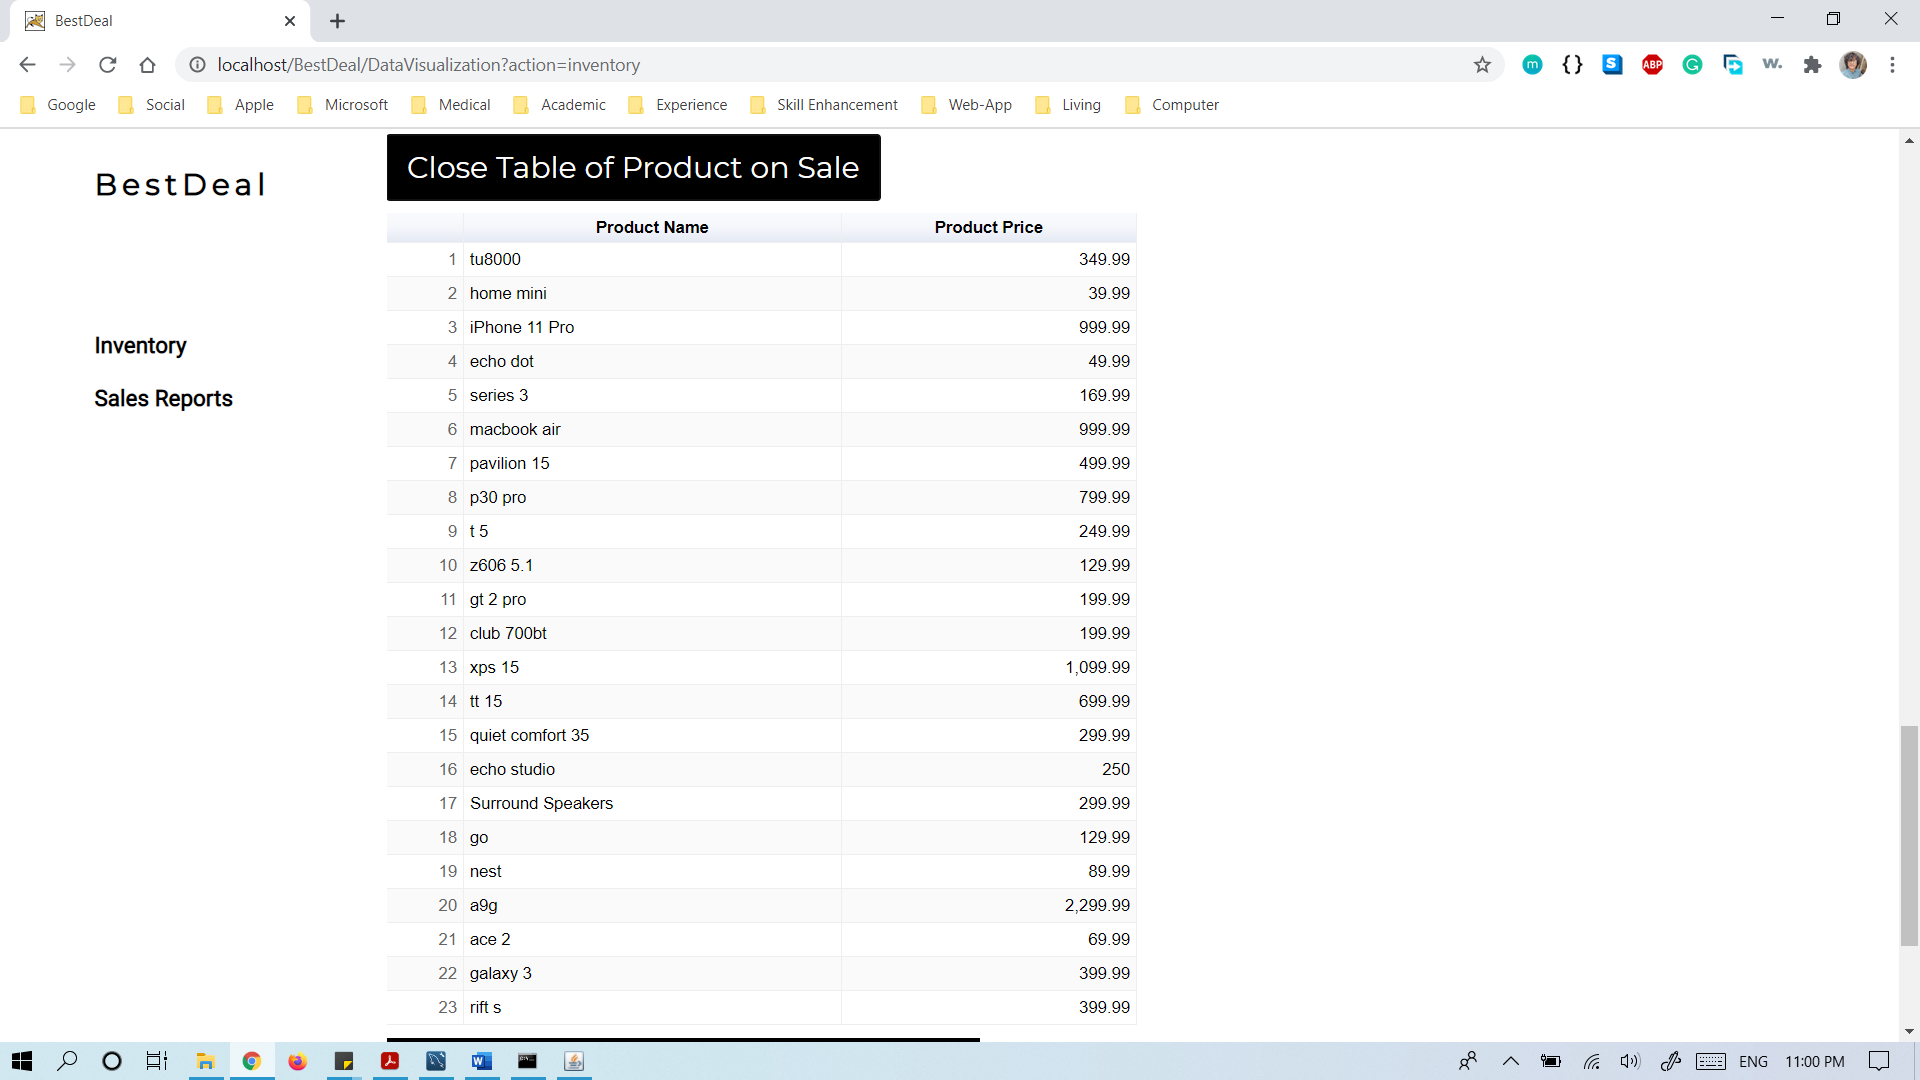 BestDeal
localhost/BestDeal/DataVisualization?action=inventory
m {} S ABP G w.
Google Social Apple Microsoft Medical Academic Experience Skill Enhancement Web-App Living Computer
BestDeal
Inventory
Sales Reports
Close Table of Product on Sale
Product Name Product Price
1 tu8000 349.99
2 home mini 39.99
3 iPhone 11 Pro 999.99
4 echo dot 49.99
5 series 3 169.99
6 macbook air 999.99
7 pavilion 15 499.99
8 p30 pro 799.99
9 t 5 249.99
10 z606 5.1 129.99
11 gt 2 pro 199.99
12 club 700bt 199.99
13 xps 15 1,099.99
14 tt 15 699.99
15 quiet comfort 35 299.99
16 echo studio 250
17 Surround Speakers 299.99
18 go 129.99
19 nest 89.99
20 a9g 2,299.99
21 ace 2 69.99
22 galaxy 3 399.99
23 rift s 399.99
ENG 11:00 PM